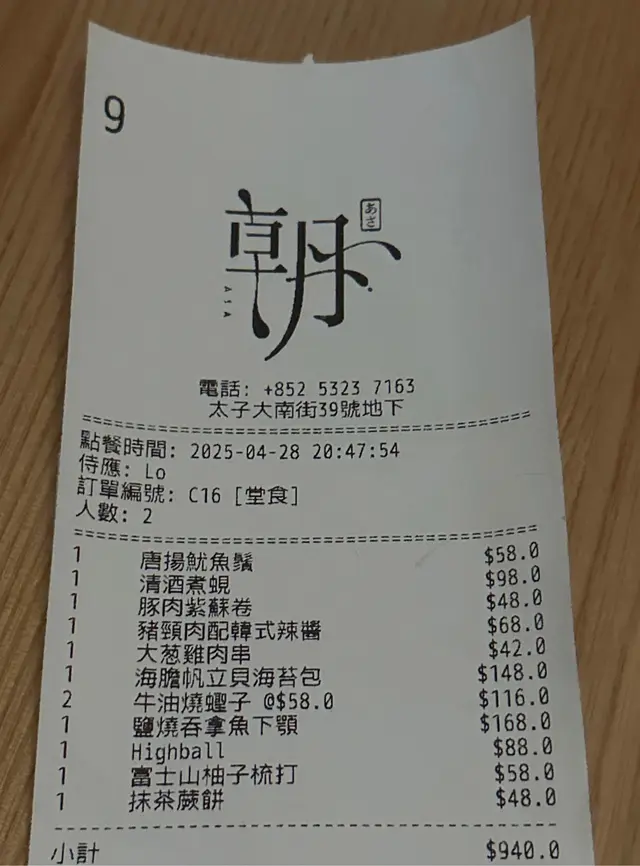 9
朝
あさ
ASA
電話: +852 5323 7163
太子大南街39號地下
點餐時間: 2025-04-28 20:47:54
侍應: Lo
訂單編號: C16 [堂食]
人數: 2
1 唐揚魷魚鬚 $58.0
1 清酒煮蜆 $98.0
1 豚肉紫蘇卷 $48.0
1 豬頸肉配韓式辣醬 $68.0
1 大葱雞肉串 $42.0
1 海膽帆立貝海苔包 $148.0
2 牛油燒蟶子 @$58.0 $116.0
1 鹽燒吞拿魚下顎 $168.0
1 Highball $88.0
1 富士山柚子梳打 $58.0
1 抹茶蕨餅 $48.0
小計 $940.0